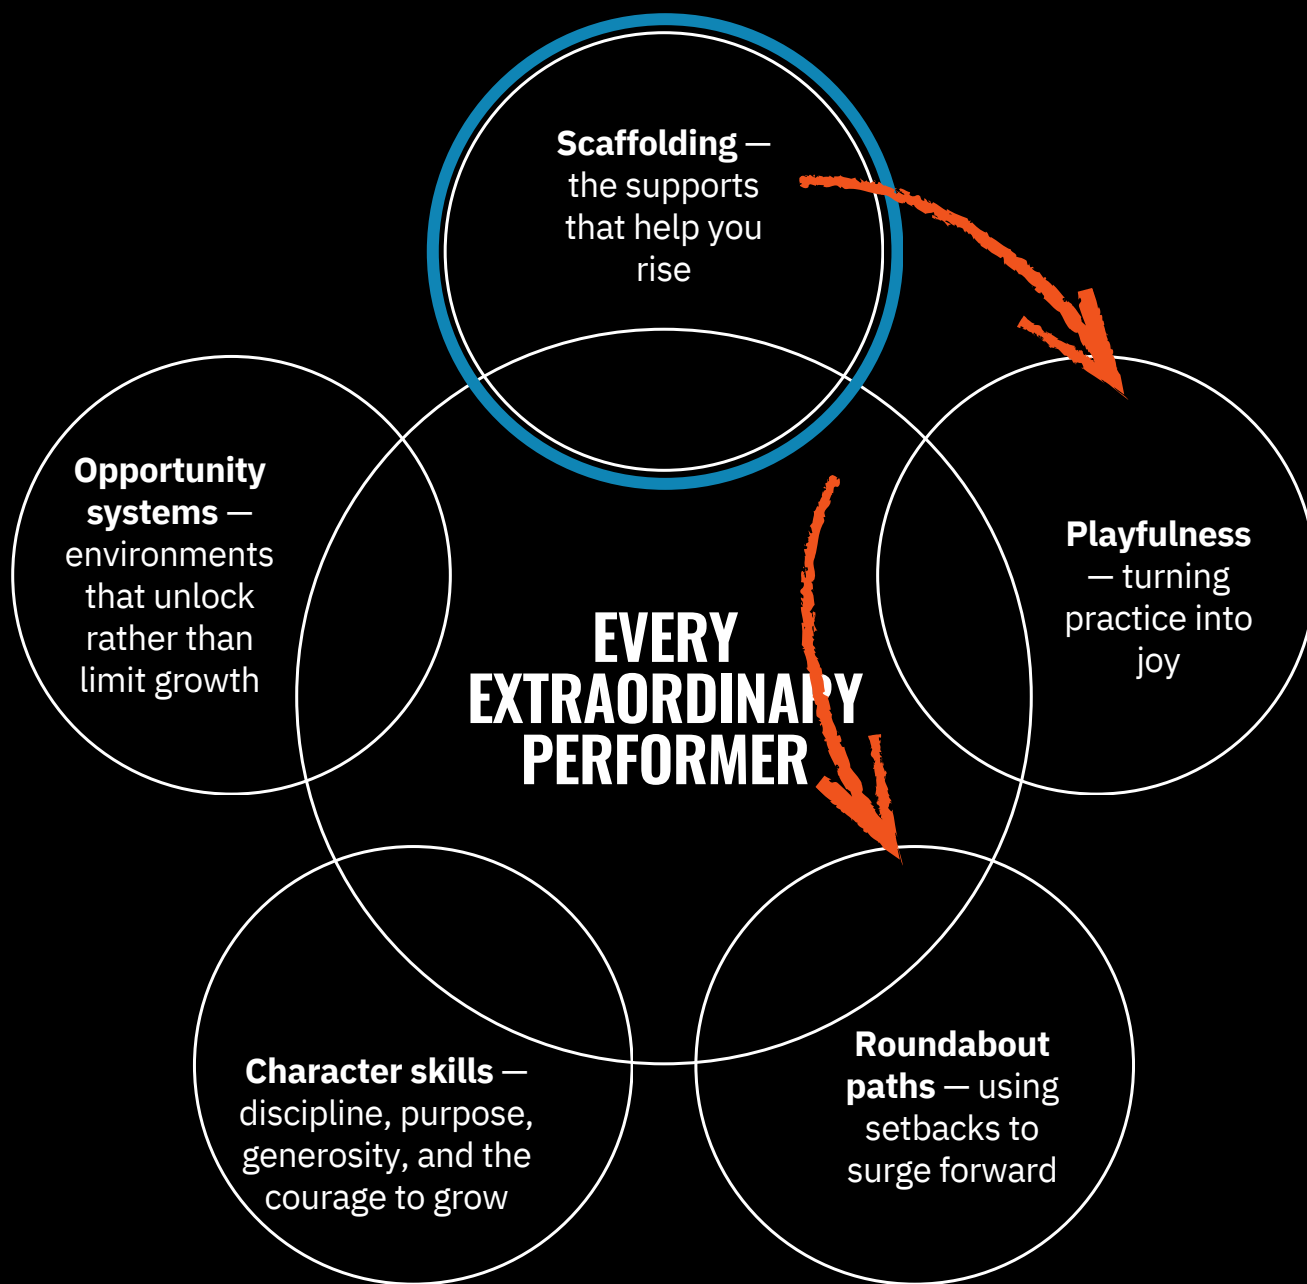 Scaffolding —
the supports
that help you
rise
Opportunity
systems —
environments
that unlock
rather than
limit growth
EVERY
EXTRAORDINARY
PERFORMER
Playfulness
— turning
practice into
joy
Character skills —
discipline, purpose,
generosity, and the
courage to grow
Roundabout
paths — using
setbacks to
surge forward